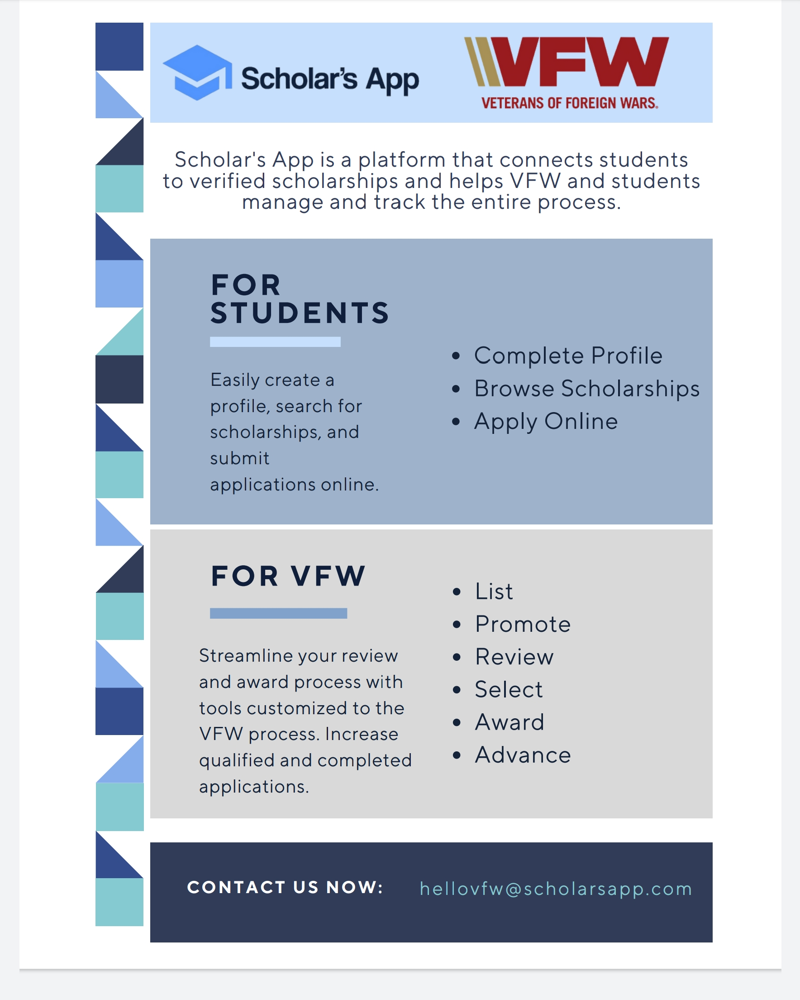 Scholar's App
VFW
VETERANS OF FOREIGN WARS.
Scholar's App is a platform that connects students
to verified scholarships and helps VFW and students
manage and track the entire process.
FOR
STUDENTS
Easily create a
profile, search for
scholarships, and
submit
applications online.
• Complete Profile
• Browse Scholarships
• Apply Online
FOR VFW
Streamline your review
and award process with
tools customized to the
VFW process. Increase
qualified and completed
applications.
• List
• Promote
• Review
• Select
• Award
• Advance
CONTACT US NOW: hellovfw@scholarsapp.com